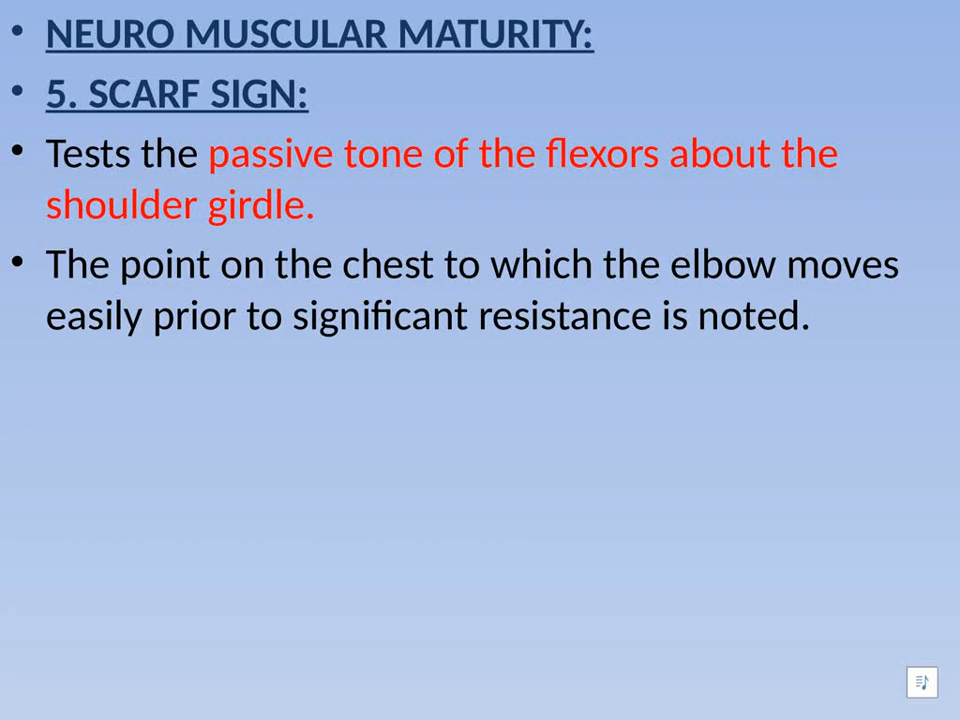 • NEURO MUSCULAR MATURITY:
• 5. SCARF SIGN:
• Tests the passive tone of the flexors about the
shoulder girdle.
• The point on the chest to which the elbow moves
easily prior to significant resistance is noted.